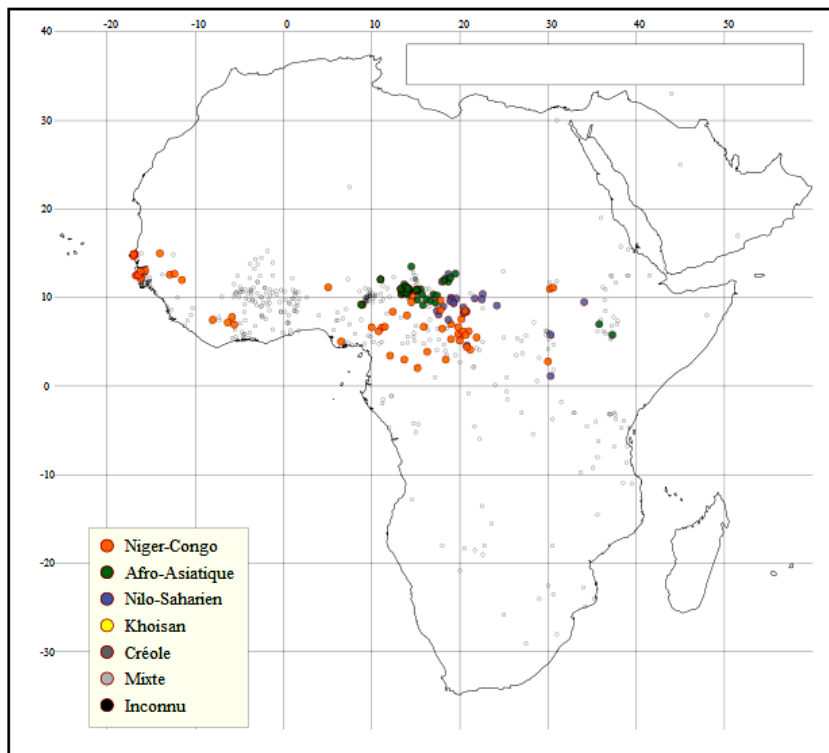 -20 -10 0 10 20 30 40 50
40
30
20
10
0
-10
-20
-30
Niger-Congo
Afro-Asiatique
Nilo-Saharien
Khoisan
Créole
Mixte
Inconnu